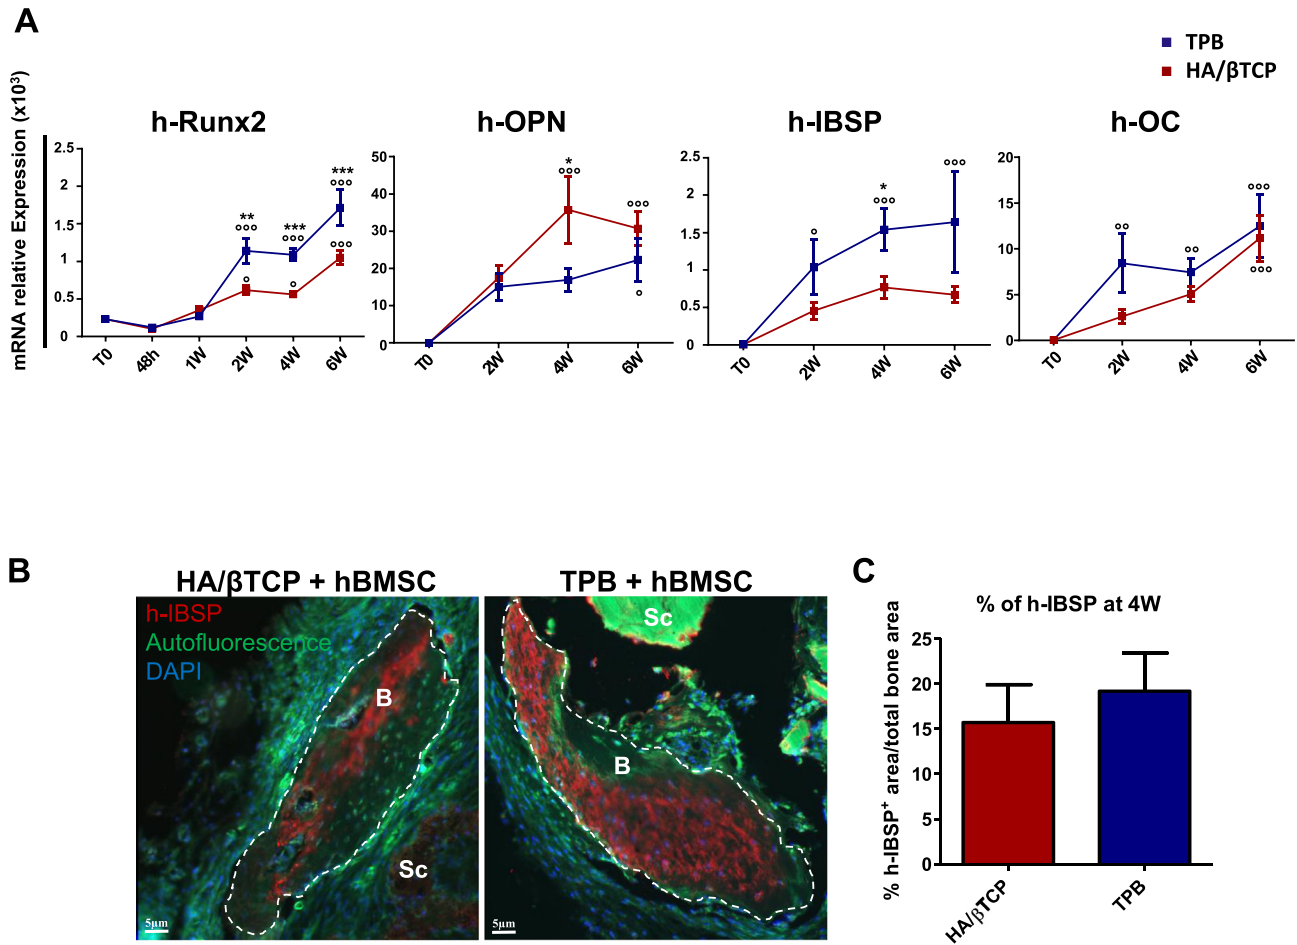 A
TPB
HA/βTCP
mRNA relative Expression (x10³)
h-Runx2
h-OPN
h-IBSP
h-OC
2.5
2
1.5
1
0.5
0
T0
48h
1W
2W
4W
6W
**
°°°
°
***
°°°
°
***
°°°
°°°
50
40
30
20
10
0
T0
2W
4W
6W
*
°°°
°°°
°
2.5
2
1.5
1
0.5
0
T0
2W
4W
6W
°
*
°°°
°°°
20
15
10
5
0
T0
2W
4W
6W
°°
°°
°°°
°°°
B
HA/βTCP + hBMSC
TPB + hBMSC
h-IBSP
Autofluorescence
DAPI
B
Sc
5µm
Sc
B
5µm
C
% of h-IBSP at 4W
% h-IBSP⁺ area/total bone area
25
20
15
10
5
0
HA/βTCP
TPB